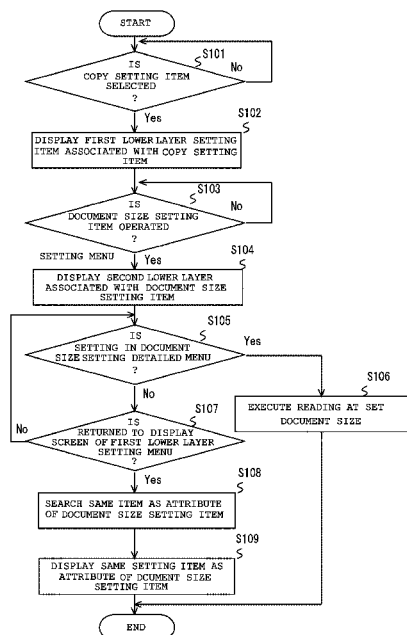 START
S101
IS
COPY SETTING ITEM
SELECTED
?
No
Yes
S102
DISPLAY FIRST LOWER LAYER SETTING
ITEM ASSOCIATED WITH COPY SETTING
ITEM
S103
IS
DOCUMENT SIZE SETTING
ITEM OPERATED
?
No
SETTING MENU
Yes
S104
DISPLAY SECOND LOWER LAYER
ASSOCIATED WITH DOCUMENT SIZE
SETTING ITEM
S105
IS
SETTING IN DOCUMENT
SIZE SETTING DETAILED MENU
?
Yes
No
S106
EXECUTE READING AT SET
DOCUMENT SIZE
S107
IS
RETURNED TO DISPLAY
SCREEN OF FIRST LOWER LAYER
SETTING MENU
?
No
Yes
S108
SEARCH SAME ITEM AS ATTRIBUTE
OF DOCUMENT SIZE SETTING ITEM
S109
DISPLAY SAME SETTING ITEM AS
ATTRIBUTE OF DCUMENT SIZE
SETTING ITEM
END